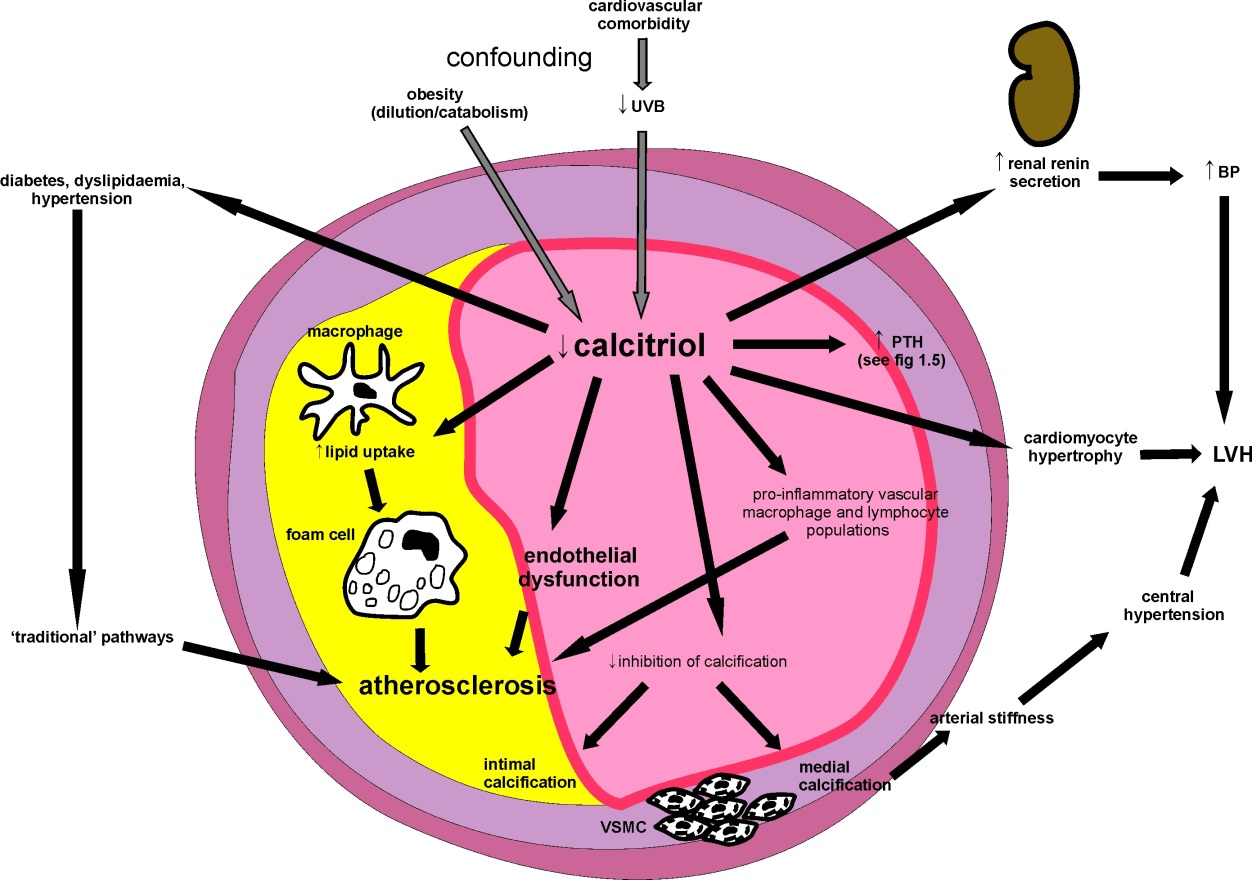 cardiovascular
comorbidity
confounding
obesity
(dilution/catabolism)
↓ UVB
diabetes, dyslipidaemia,
hypertension
↑ renal renin
secretion
↑ BP
macrophage
↓ calcitriol
↑ PTH
(see fig 1.5)
↑ lipid uptake
cardiomyocyte
hypertrophy
LVH
foam cell
pro-inflammatory vascular
macrophage and lymphocyte
populations
endothelial
dysfunction
central
hypertension
'traditional' pathways
↓ inhibition of calcification
atherosclerosis
arterial stiffness
intimal
calcification
medial
calcification
VSMC